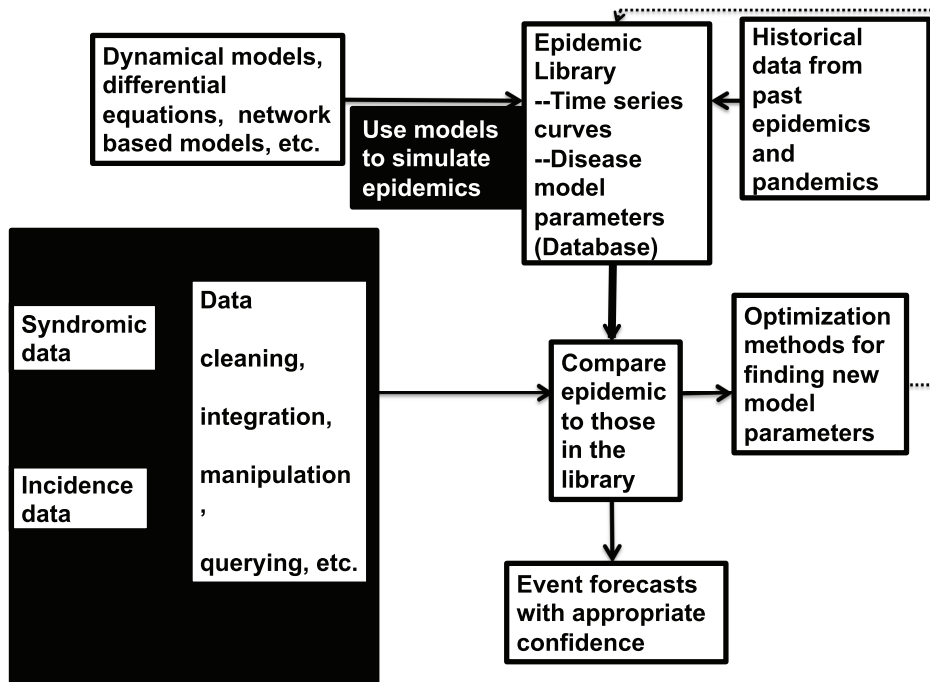 Dynamical models,
differential
equations, network
based models, etc.
Use models
to simulate
epidemics
Epidemic
Library
--Time series
curves
--Disease
model
parameters
(Database)
Historical
data from
past
epidemics
and
pandemics
Syndromic
data
Incidence
data
Data
cleaning,
integration,
manipulation
,
querying, etc.
Compare
epidemic
to those
in the
library
Optimization
methods for
finding new
model
parameters
Event forecasts
with appropriate
confidence